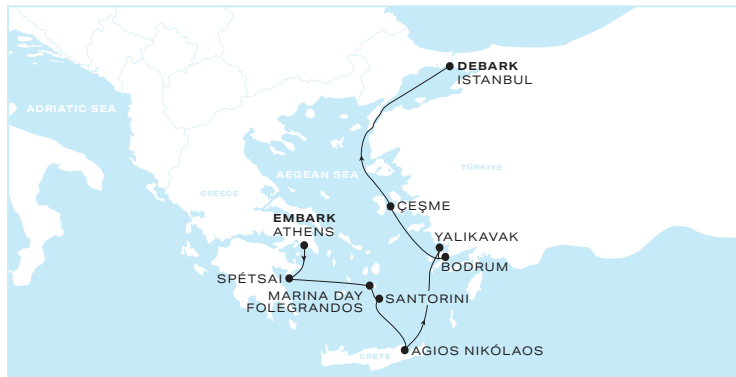 DEBARK
ISTANBUL
ADRIATIC SEA
TÜRKIYE
AEGEAN SEA
GREECE
ÇEŞME
EMBARK
ATHENS
YALIKAVAK
BODRUM
SPÉTSAI
MARINA DAY
FOLEGRANDOS
SANTORINI
AGIOS NIKÓLAOS
CRETE